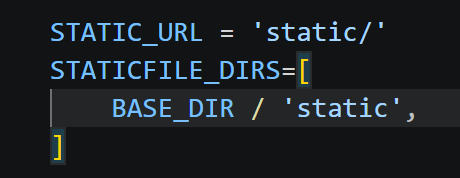 STATIC_URL = 'static/'
STATICFILE_DIRS=[
    BASE_DIR / 'static',
]